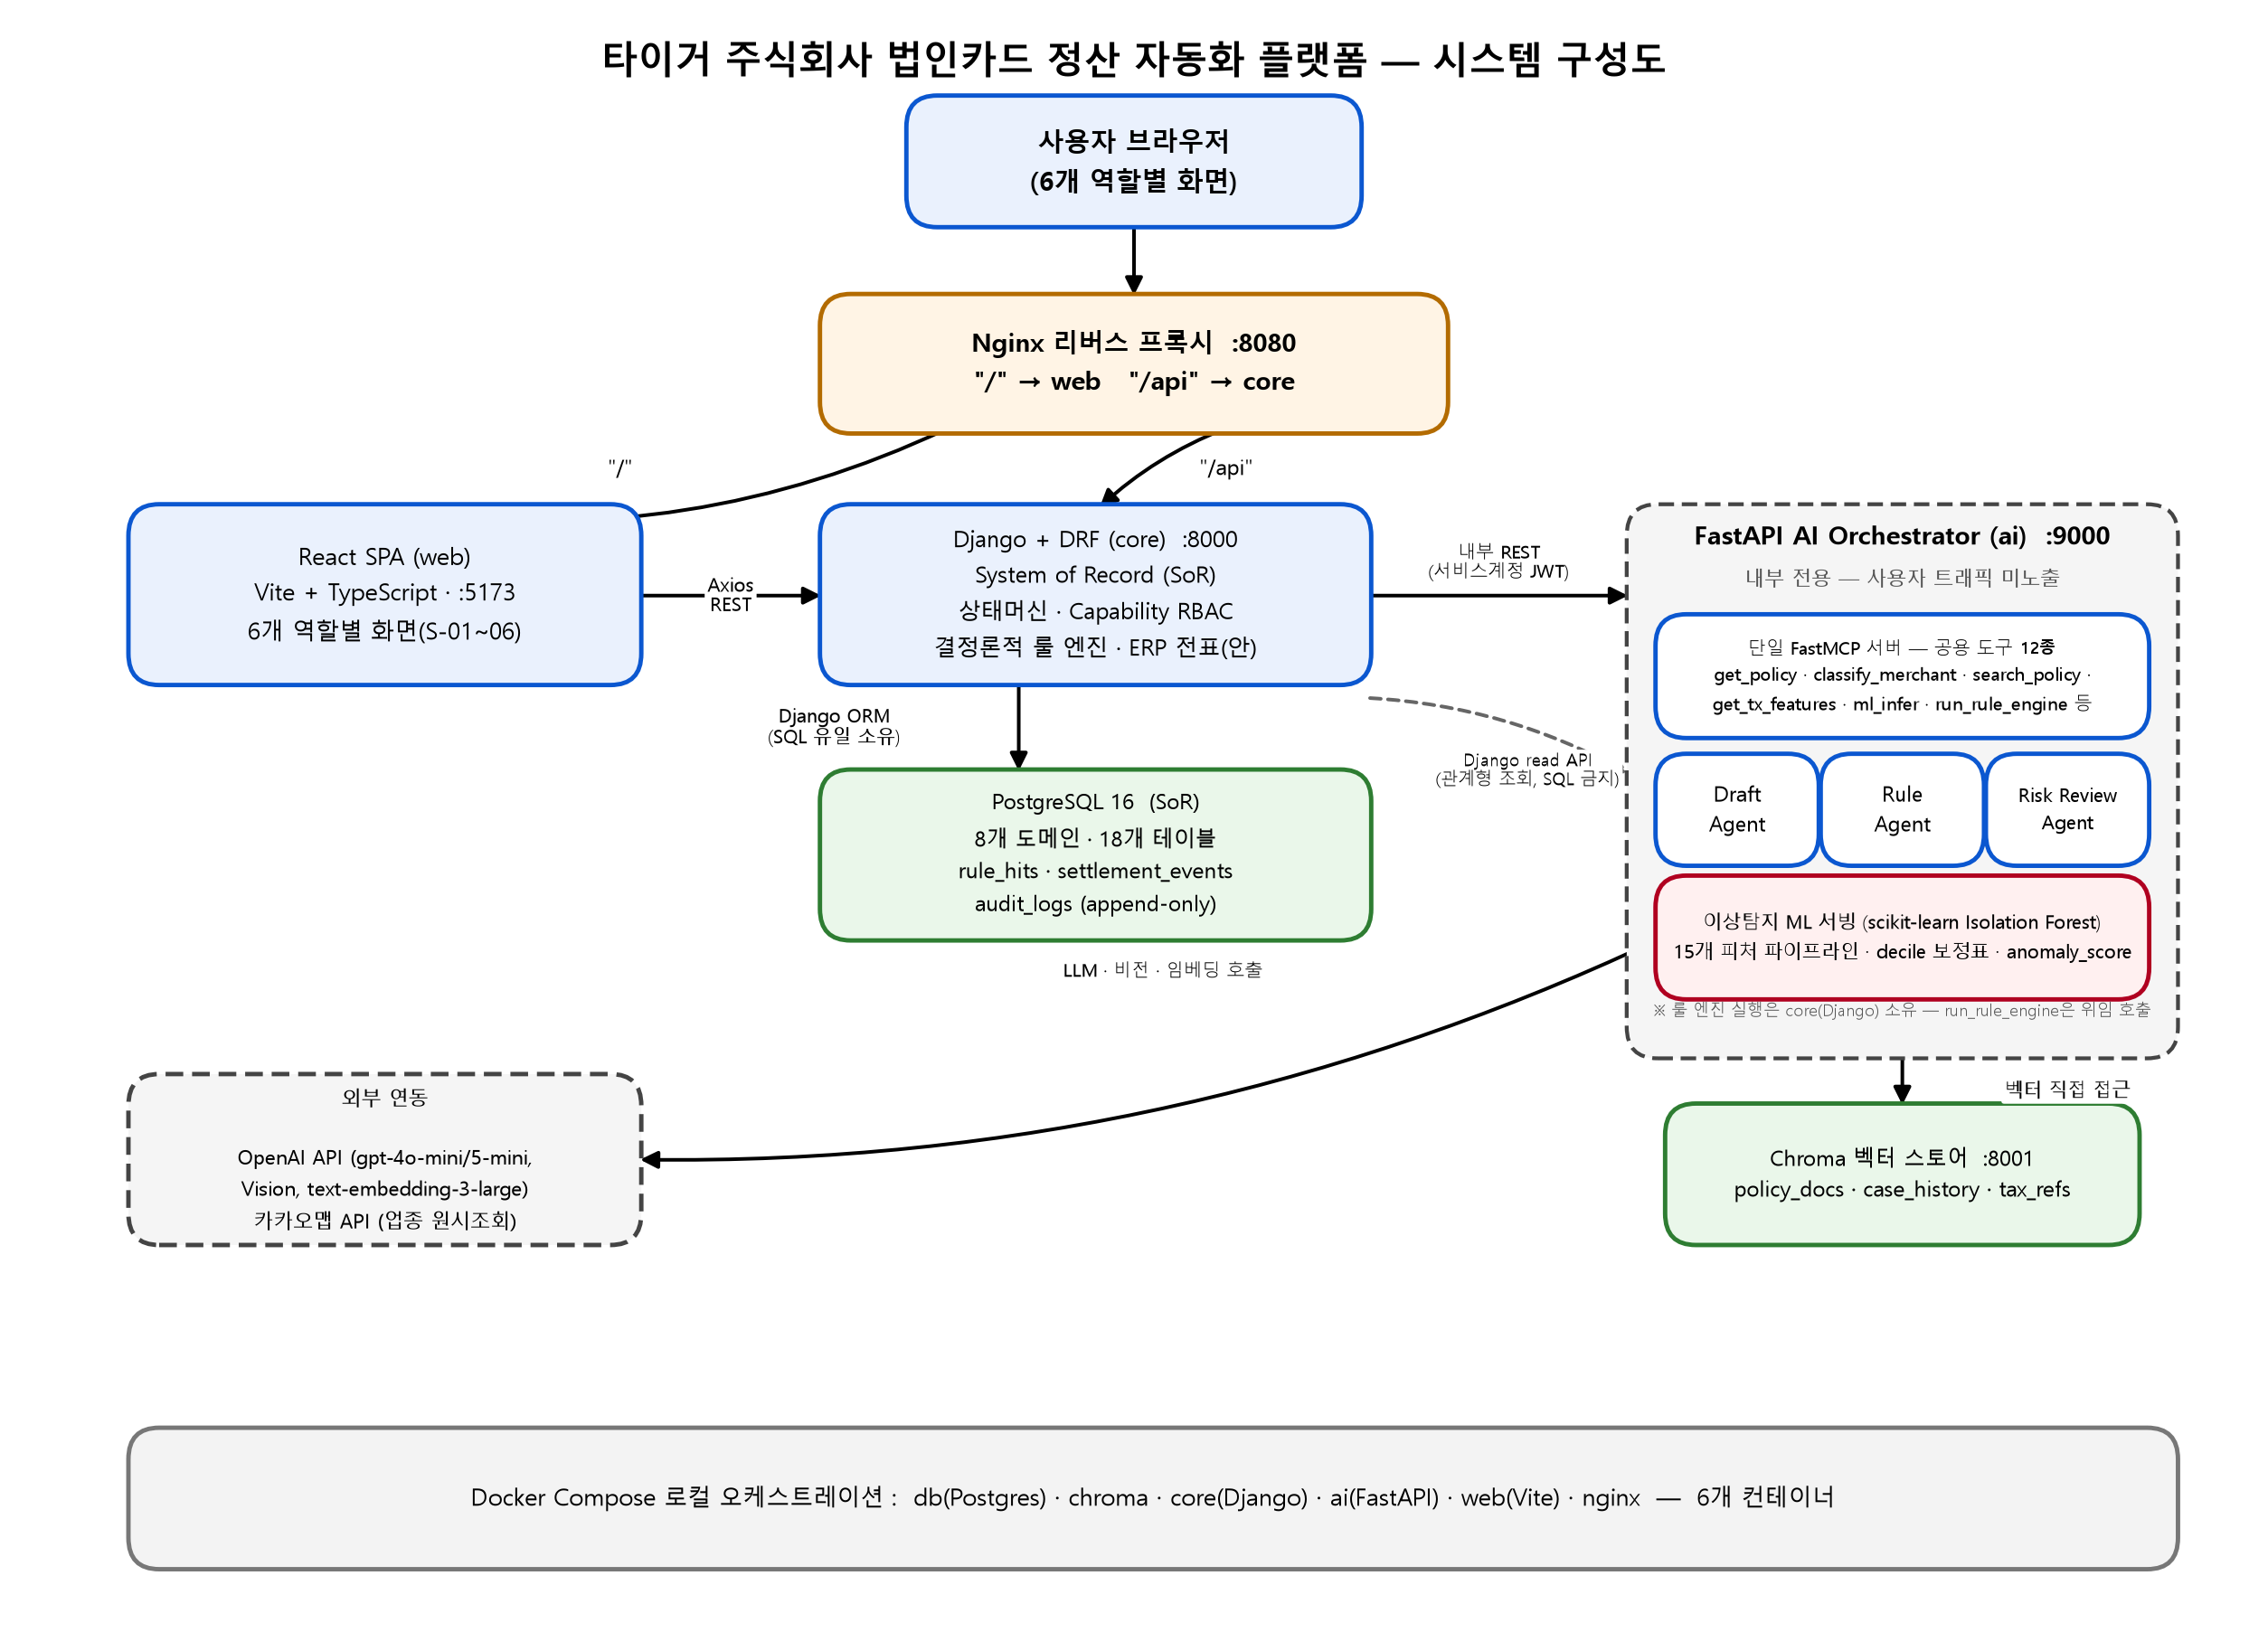 타이거 주식회사 법인카드 정산 자동화 플랫폼 — 시스템 구성도
사용자 브라우저
(6개 역할별 화면)
Nginx 리버스 프록시 :8080
"/" → web "/api" → core
"/"
"/api"
React SPA (web)
Vite + TypeScript · :5173
6개 역할별 화면(S-01~06)
Axios
REST
Django + DRF (core) :8000
System of Record (SoR)
상태머신 · Capability RBAC
결정론적 룰 엔진 · ERP 전표(안)
내부 REST
(서비스계정 JWT)
FastAPI AI Orchestrator (ai) :9000
내부 전용 — 사용자 트래픽 미노출
단일 FastMCP 서버 — 공용 도구 12종
get_policy · classify_merchant · search_policy ·
get_tx_features · ml_infer · run_rule_engine 등
Django ORM
(SQL 유일 소유)
Django read API
(관계형 조회, SQL 금지)
Draft
Agent
Rule
Agent
Risk Review
Agent
PostgreSQL 16 (SoR)
8개 도메인 · 18개 테이블
rule_hits · settlement_events
audit_logs (append-only)
이상탐지 ML 서빙 (scikit-learn Isolation Forest)
15개 피처 파이프라인 · decile 보정표 · anomaly_score
※ 룰 엔진 실행은 core(Django) 소유 — run_rule_engine은 위임 호출
LLM · 비전 · 임베딩 호출
외부 연동
OpenAI API (gpt-4o-mini/5-mini,
Vision, text-embedding-3-large)
카카오맵 API (업종 원시조회)
벡터 직접 접근
Chroma 벡터 스토어 :8001
policy_docs · case_history · tax_refs
Docker Compose 로컬 오케스트레이션 : db(Postgres) · chroma · core(Django) · ai(FastAPI) · web(Vite) · nginx — 6개 컨테이너